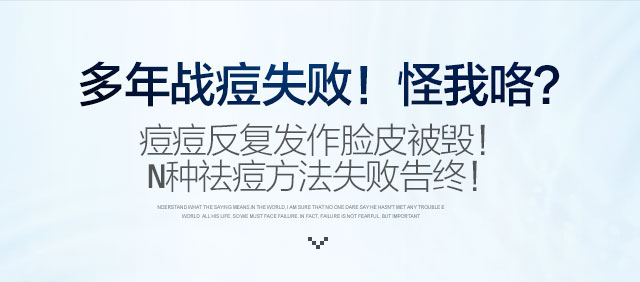 多年战痘失败！怪我咯？
痘痘反复发作脸皮被毁！
N种祛痘方法失败告终！
NDERSTAND WHAT THE SAYING MEANS IN THE WORLD, I AM SURE THAT NO ONE DARE SAY HE HASN'T MET ANY TROUBLE E
WORLD ALL HIS LIFE. SO WE MUST FACE FAILURE. IN FACT, FAILURE IS NOT FEARFUL, BUT IMPORTANT